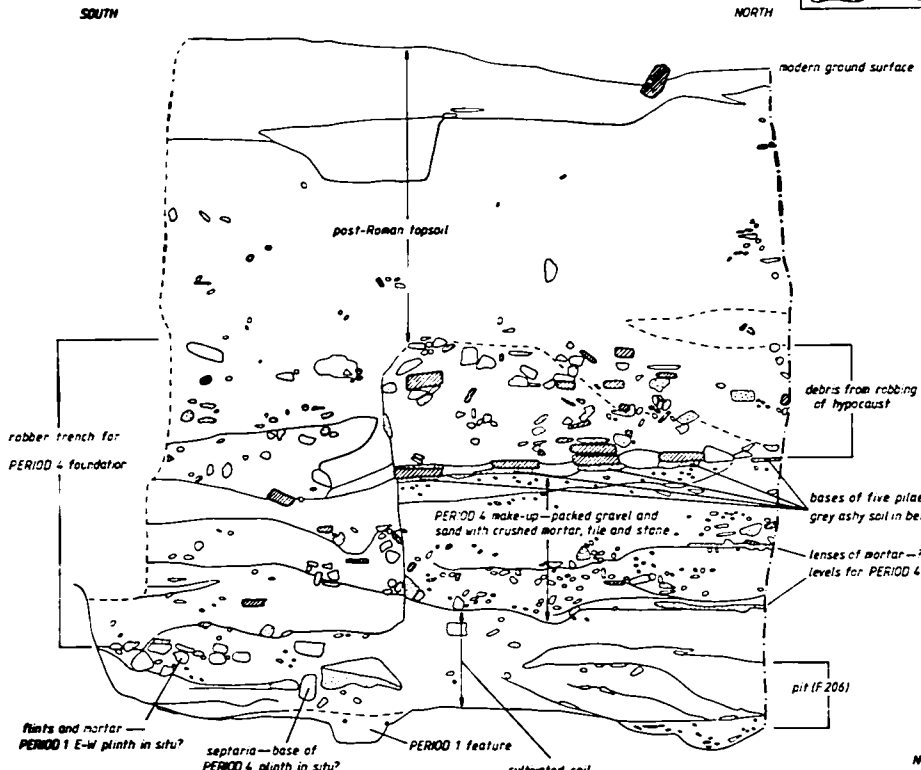 SOUTH
NORTH
modern ground surface
post-Roman topsoil
debris from robbing
of hypocaust
robber trench for
PERIOD 4 foundation
bases of five pilae
grey ashy soil in
PERIOD 4 make-up—packed gravel and
sand with crushed mortar, tile and stone
lenses of mortar—?
levels for PERIOD 4
pit (F206)
flints and mortar—
PERIOD 1 E-W plinth in situ?
septaria—base of
PERIOD 4 plinth in situ?
PERIOD 1 feature
cultivated soil